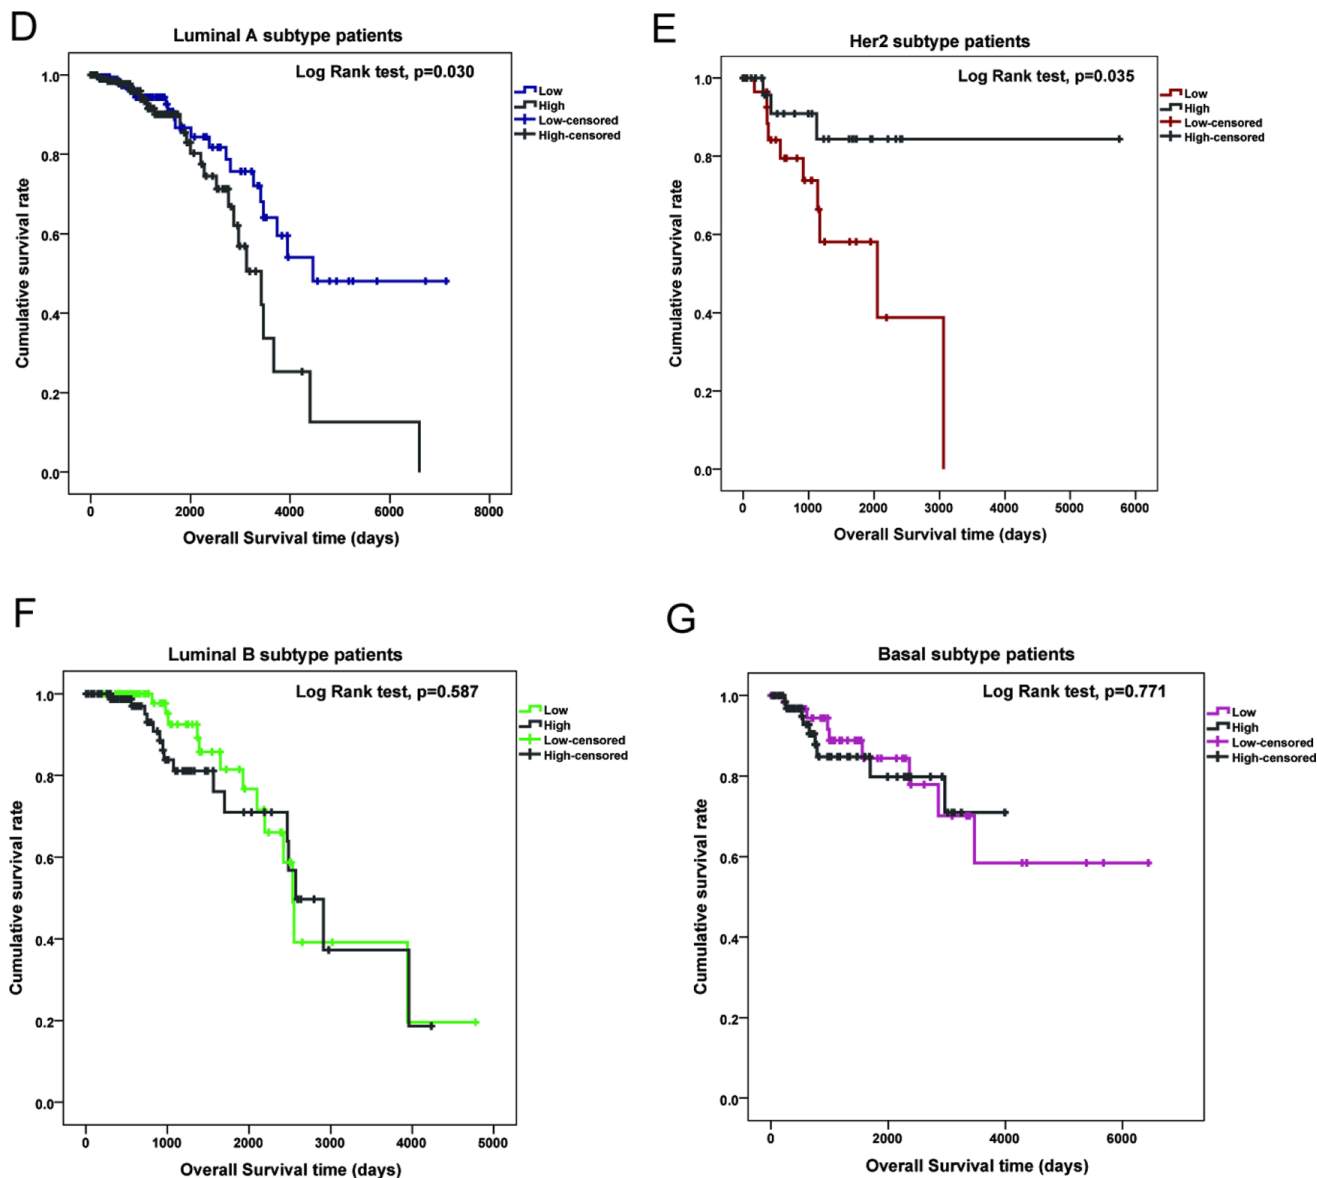 D
Luminal A subtype patients
Log Rank test, p=0.030
Low
High
Low-censored
High-censored
1.0
0.8
0.6
0.4
0.2
0.0
Cumulative survival rate
0 2000 4000 6000 8000
Overall Survival time (days)
E
Her2 subtype patients
Log Rank test, p=0.035
Low
High
Low-censored
High-censored
1.0
0.8
0.6
0.4
0.2
0.0
Cumulative survival rate
0 1000 2000 3000 4000 5000 6000
Overall Survival time (days)
F
Luminal B subtype patients
Log Rank test, p=0.587
Low
High
Low-censored
High-censored
1.0
0.8
0.6
0.4
0.2
0.0
Cumulative survival rate
0 1000 2000 3000 4000 5000
Overall Survival time (days)
G
Basal subtype patients
Log Rank test, p=0.771
Low
High
Low-censored
High-censored
1.0
0.8
0.6
0.4
0.2
0.0
Cumulative survival rate
0 2000 4000 6000
Overall Survival time (days)